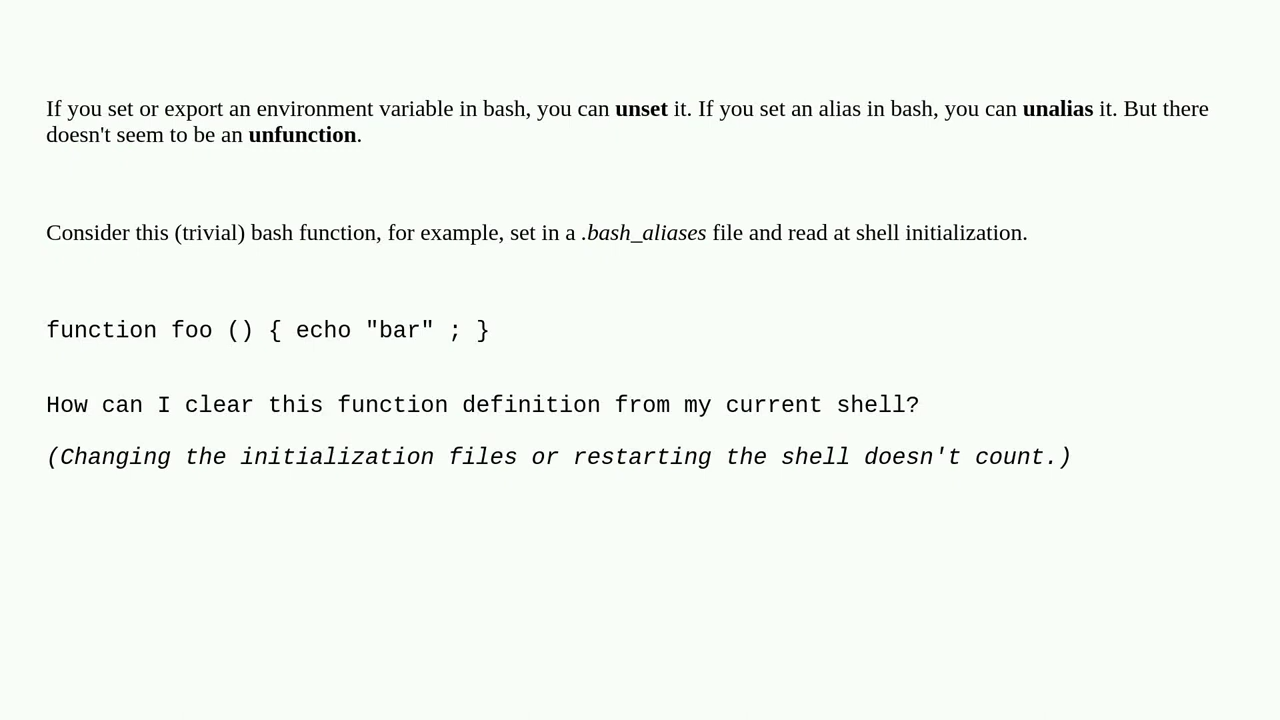 If you set or export an environment variable in bash, you can unset it. If you set an alias in bash, you can unalias it. But there
doesn't seem to be an unfunction.
Consider this (trivial) bash function, for example, set in a .bash_aliases file and read at shell initialization.
function foo () { echo "bar" ; }
How can I clear this function definition from my current shell?
(Changing the initialization files or restarting the shell doesn't count.)